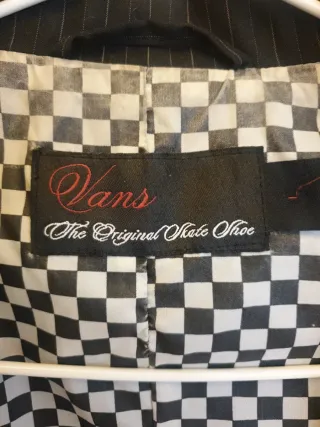 Vans
The Original Skate Shoe